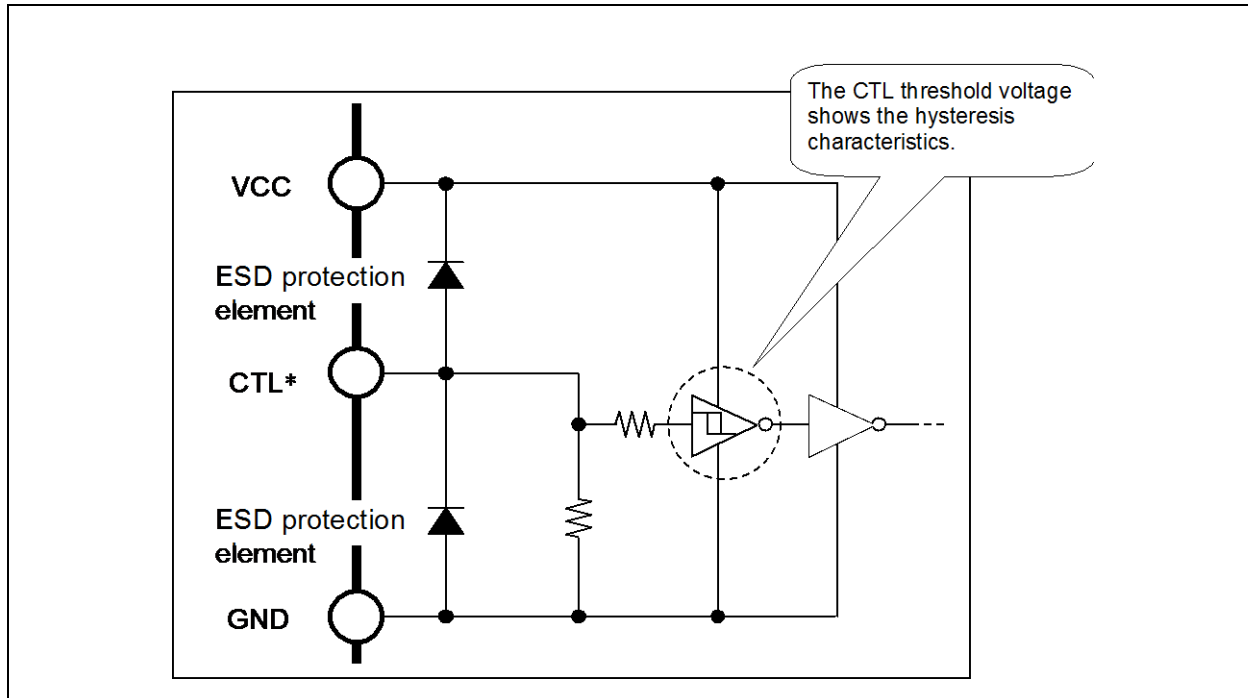 The CTL threshold voltage
shows the hysteresis
characteristics.
VCC
ESD protection
element
CTL*
ESD protection
element
GND